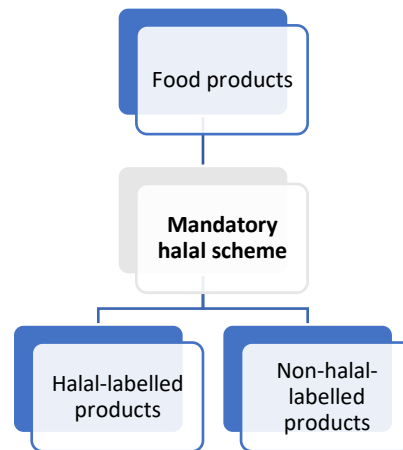 Food products
Mandatory
halal scheme
Halal-labelled
products
Non-halal-
labelled
products